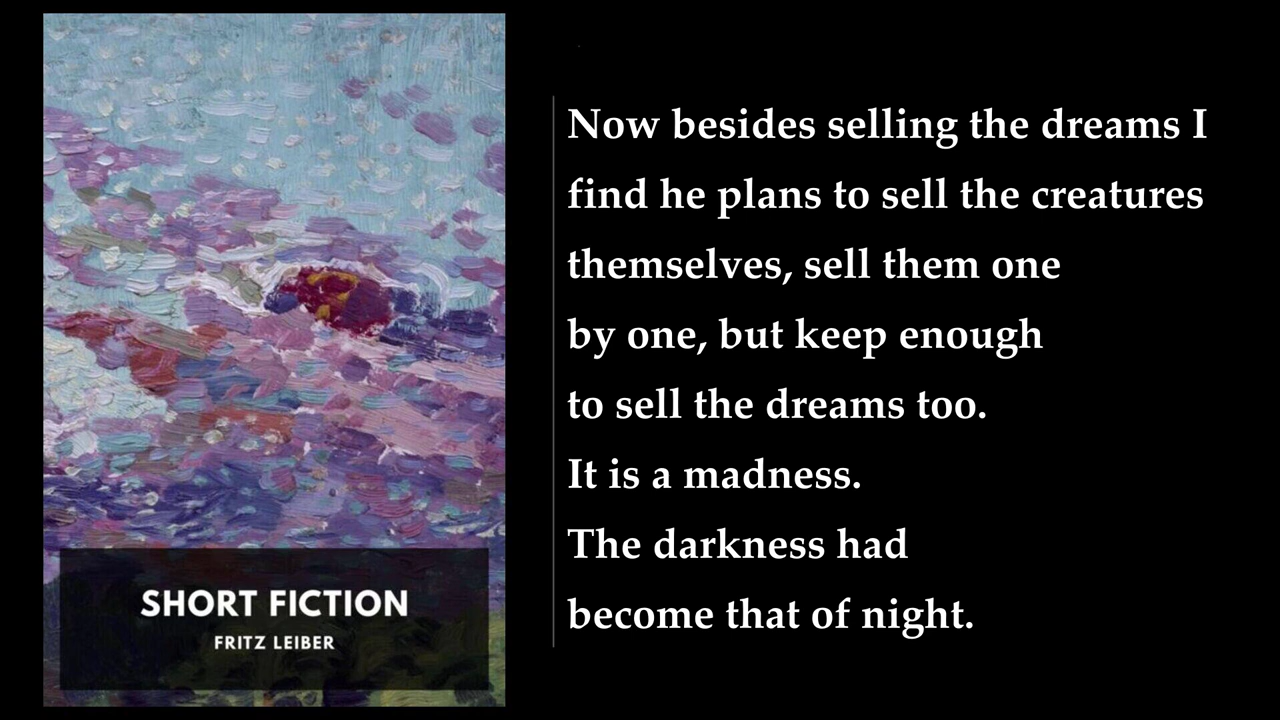 SHORT FICTION
FRITZ LEIBER
Now besides selling the dreams I
find he plans to sell the creatures
themselves, sell them one
by one, but keep enough
to sell the dreams too.
It is a madness.
The darkness had
become that of night.